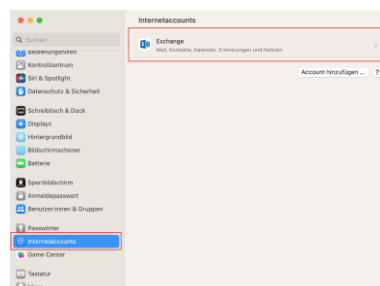 Internetaccounts
Suchen
Bedienungshilfen
Kontrollzentrum
Siri & Spotlight
Datenschutz & Sicherheit
Schreibtisch & Dock
Displays
Hintergrundbild
Bildschirmschoner
Batterie
Sperrbildschirm
Anmeldepasswort
Benutzer:innen & Gruppen
Passwörter
Internetaccounts
Game Center
Tastatur
Exchange
Mail, Kontakte, Kalender, Erinnerungen und Notizen
Account hinzufügen ...
?